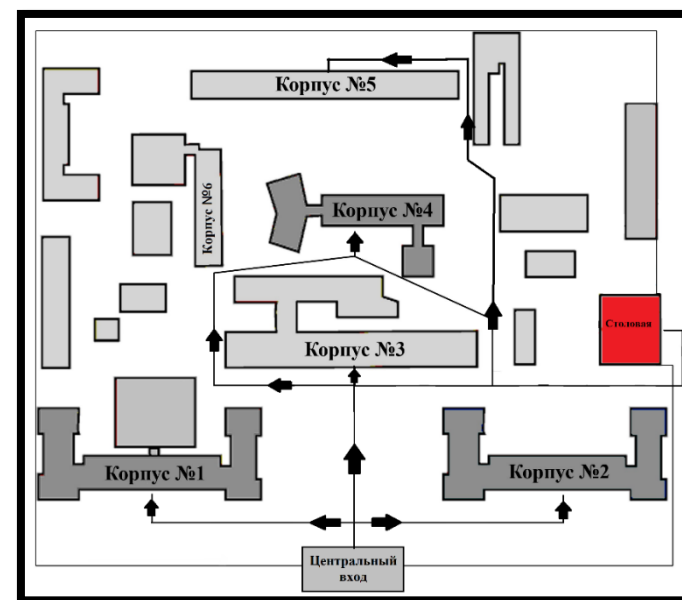 Корпус №5
Корпус №6
Корпус №4
Столовая
Корпус №3
Корпус №1
Корпус №2
Центральный
вход